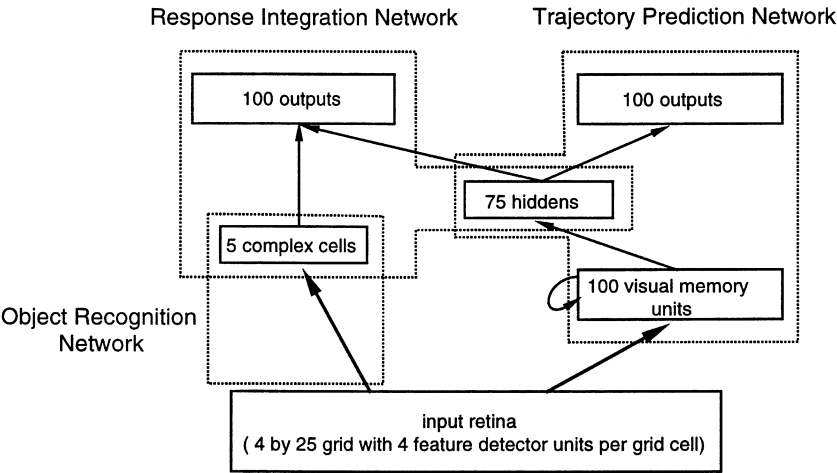 Response Integration Network
Trajectory Prediction Network
100 outputs
100 outputs
75 hiddens
5 complex cells
100 visual memory
units
Object Recognition
Network
input retina
( 4 by 25 grid with 4 feature detector units per grid cell)